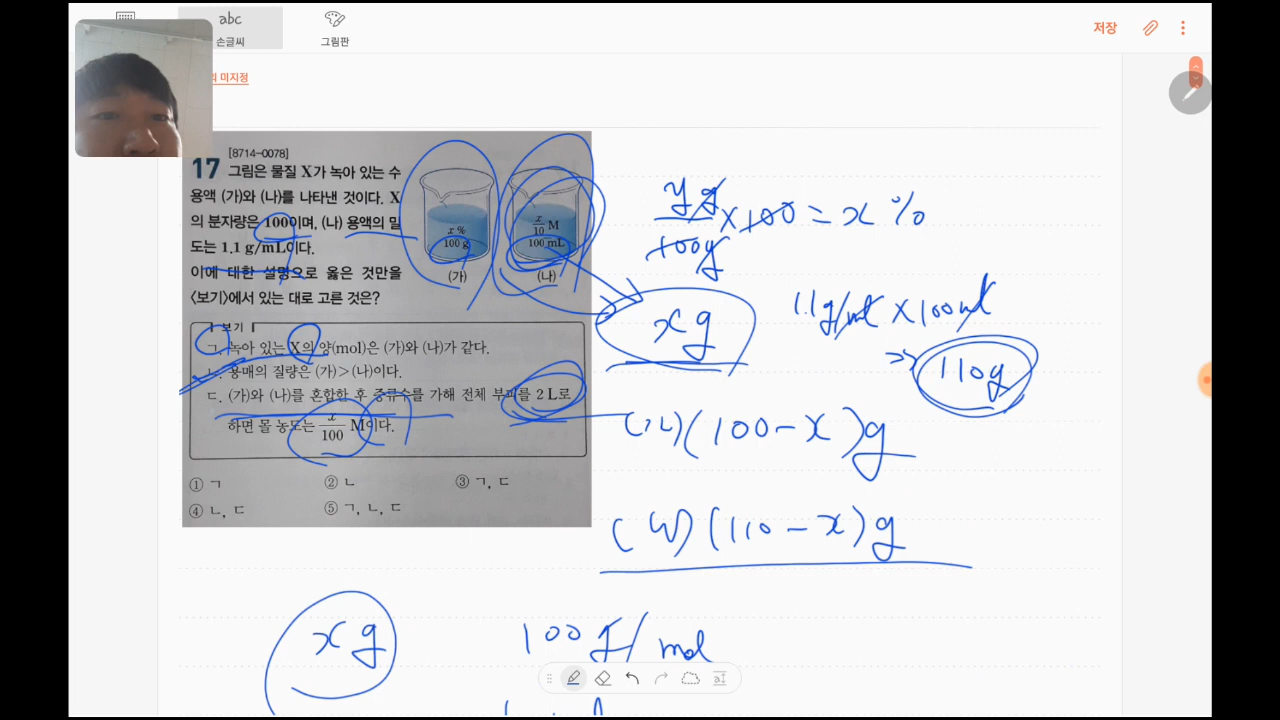 abc
손글씨
그림판
저장
의 미지정
[8714-0078]
17 그림은 물질 X가 녹아 있는 수
용액 (가)와 (나)를 나타낸 것이다. X
의 분자량은 100이며, (나) 용액의 밀
도는 1.1 g/mL이다.
이에 대한 설명으로 옳은 것만을
<보기>에서 있는 대로 고른 것은?
x %
100 g
(가)
x/10 M
100 mL
(나)
보기
ㄱ. 녹아 있는 X의 양(mol)은 (가)와 (나)가 같다.
ㄴ. 용매의 질량은 (가)>(나)이다.
ㄷ. (가)와 (나)를 혼합한 후 증류수를 가해 전체 부피를 2 L로
하면 몰 농도는 x/100 M이다.
① ㄱ ② ㄴ ③ ㄱ, ㄷ
④ ㄴ, ㄷ ⑤ ㄱ, ㄴ, ㄷ
yg/100g × 100 = x %
xg
1.1g/ml × 100ml
⇒ 110g
(가) (100 - x)g
(나) (110 - x)g
xg 100 g/mol